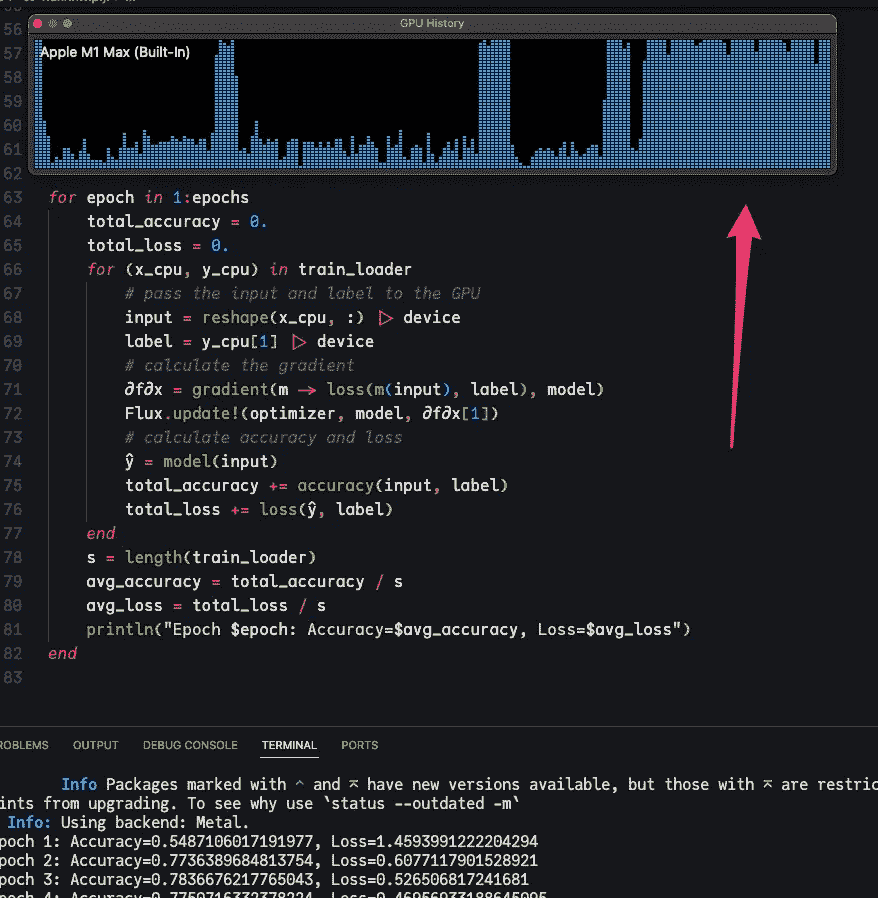 56
GPU History
57
Apple M1 Max (Built-In)
58
59
60
61
62
63 for epoch in 1:epochs
64 total_accuracy = 0.
65 total_loss = 0.
66 for (x_cpu, y_cpu) in train_loader
67 # pass the input and label to the GPU
68 input = reshape(x_cpu, :) |> device
69 label = y_cpu[1] |> device
70 # calculate the gradient
71 ∂f∂x = gradient(m -> loss(m(input), label), model)
72 Flux.update!(optimizer, model, ∂f∂x[1])
73 # calculate accuracy and loss
74 ŷ = model(input)
75 total_accuracy += accuracy(input, label)
76 total_loss += loss(ŷ, label)
77 end
78 s = length(train_loader)
79 avg_accuracy = total_accuracy / s
80 avg_loss = total_loss / s
81 println("Epoch $epoch: Accuracy=$avg_accuracy, Loss=$avg_loss")
82 end
83
ROBLEMS OUTPUT DEBUG CONSOLE TERMINAL PORTS
Info Packages marked with ⌃ and ⌅ have new versions available, but those with ⌅ are restric
ints from upgrading. To see why use `status --outdated -m`
Info: Using backend: Metal.
poch 1: Accuracy=0.5487106017191977, Loss=1.4593991222204294
poch 2: Accuracy=0.7736389684813754, Loss=0.6077117901528921
poch 3: Accuracy=0.7836676217765043, Loss=0.526506817241681
poch 4: Accuracy=0.7750716332378224, Loss=0.46956933188645095